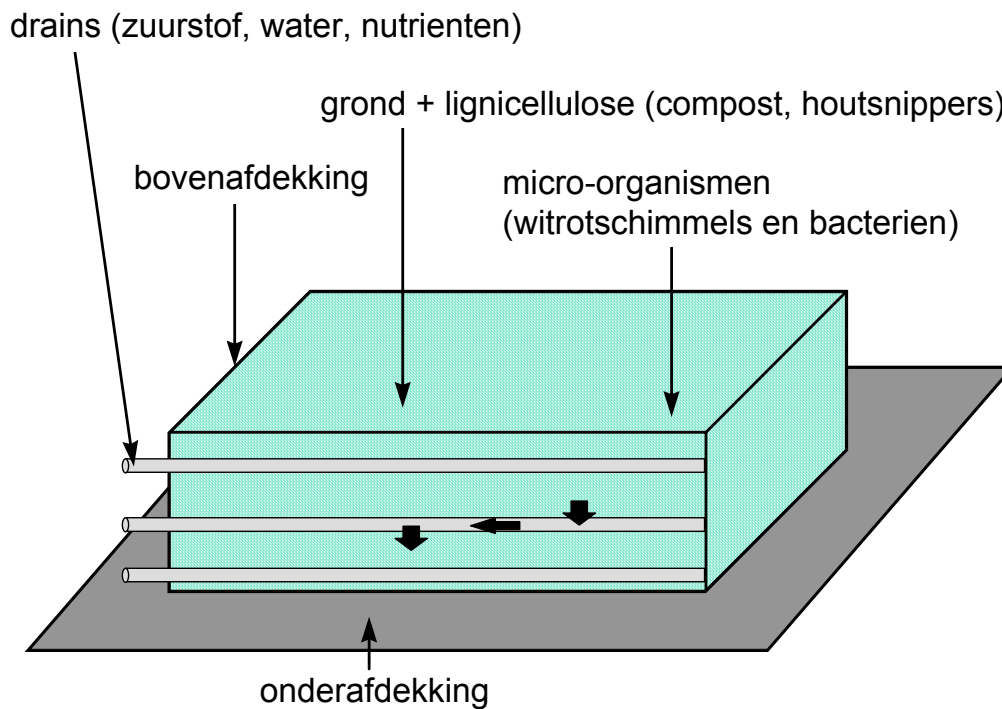 drains (zuurstof, water, nutrienten)
grond + lignicellulose (compost, houtsnippers)
bovenafdekking
micro-organismen
(witrotschimmels en bacterien)
onderafdekking